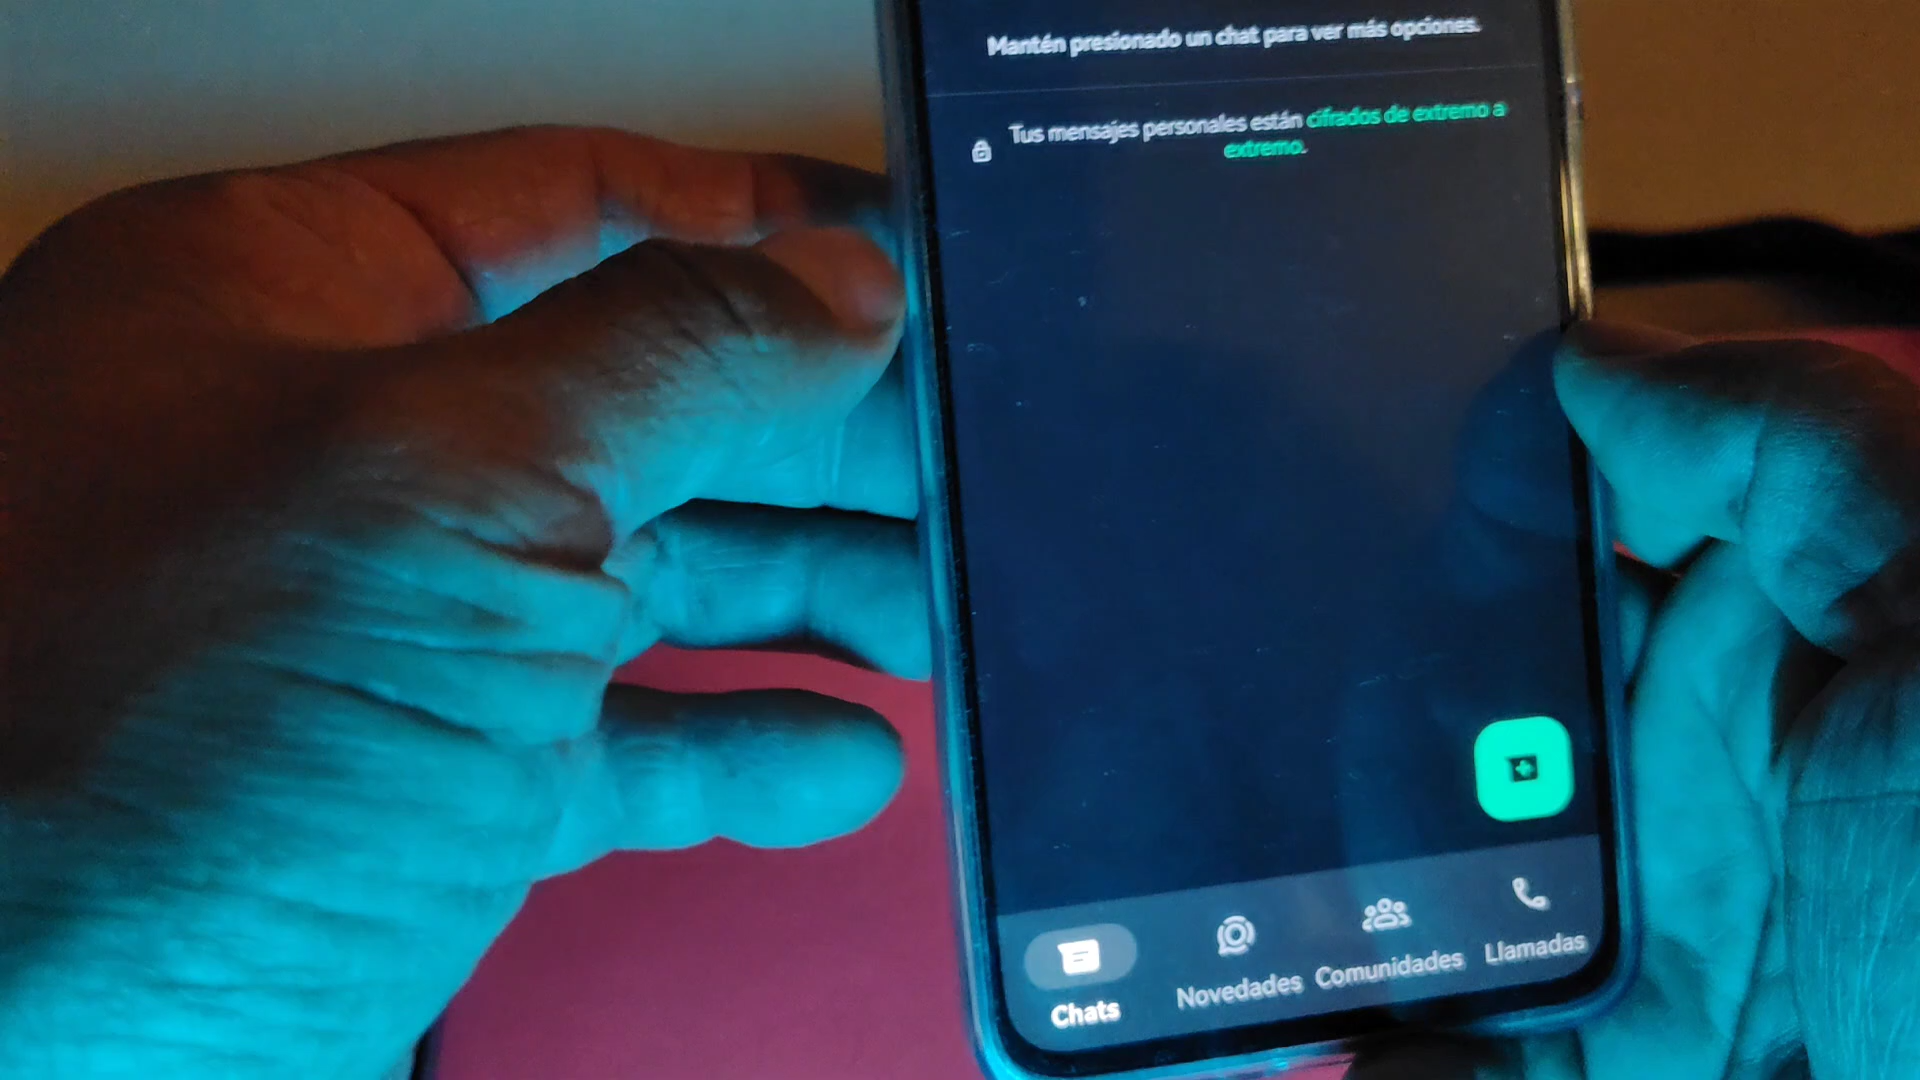 Mantén presionado un chat para ver más opciones.
Tus mensajes personales están cifrados de extremo a
extremo.
Chats
Novedades
Comunidades
Llamadas